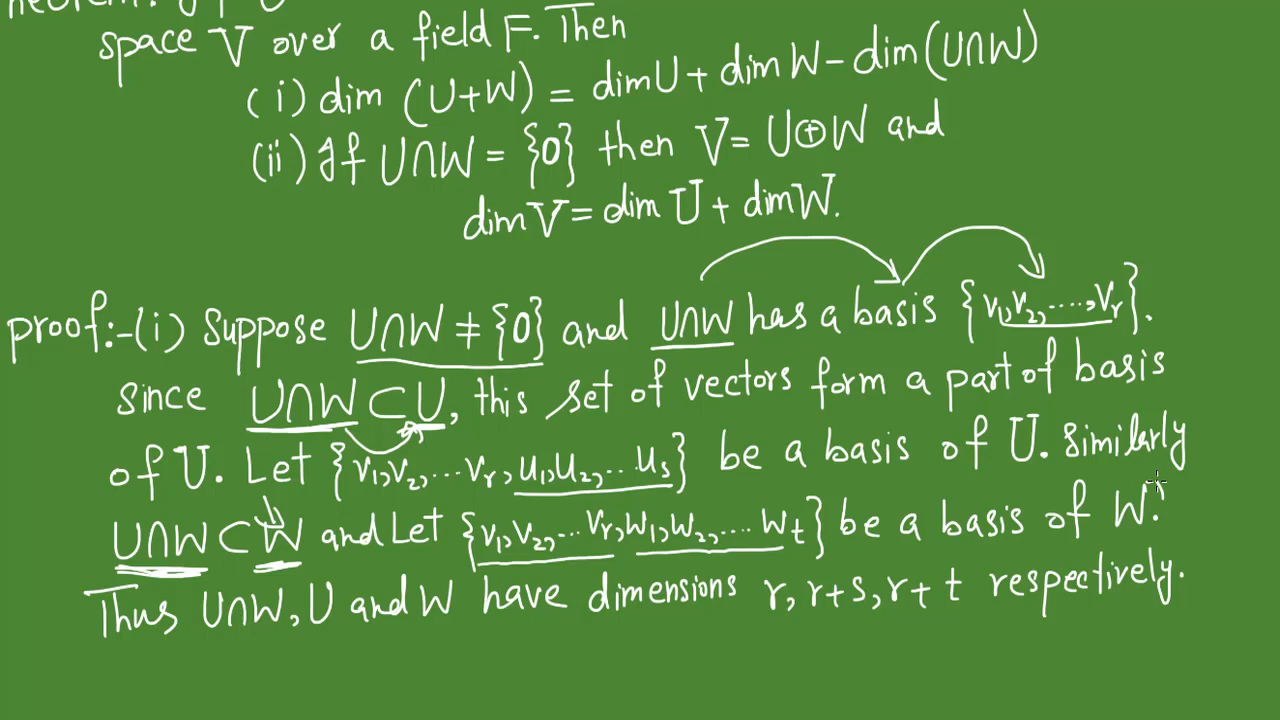 space V over a field F. Then
(i) dim (U+W) = dim U + dim W - dim (U∩W)
(ii) If U∩W = {0} then V = U⊕W and
dim V = dim U + dim W.
proof:-(i) Suppose U∩W ≠ {0} and U∩W has a basis {v₁,v₂,....,vᵣ}.
Since U∩W ⊂ U, this set of vectors form a part of basis
of U. Let {v₁,v₂,...vᵣ,u₁,u₂,...uₛ} be a basis of U. Similarly
U∩W ⊂ W and Let {v₁,v₂,...vᵣ,w₁,w₂,....wₜ} be a basis of W.
Thus U∩W, U and W have dimensions r, r+s, r+t respectively.